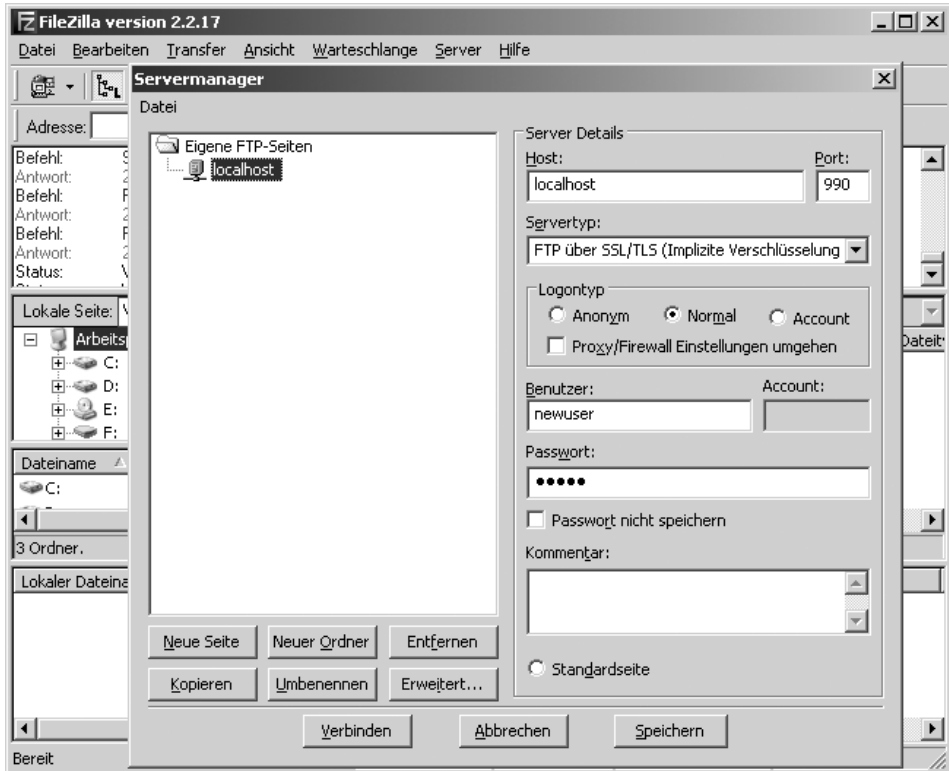 FileZilla version 2.2.17
Datei Bearbeiten Transfer Ansicht Warteschlange Server Hilfe
Adresse:
Befehl:
Antwort:
Befehl:
Antwort:
Befehl:
Antwort:
Status:
Lokale Seite:
C:
D:
E:
F:
Dateiname
C:
3 Ordner.
Lokaler
Bereit
Servermanager
Datei
Eigene FTP-Seiten
localhost
Neue Seite Neuer Ordner Entfernen
Kopieren Umbenennen Erweitert...
Server Details
Host: Port:
localhost 990
Servertyp:
FTP über SSL/TLS (Implizite Verschlüsselung
Logontyp
Anonym Normal Account
Proxy/Firewall Einstellungen umgehen
Benutzer: Account:
newuser
Passwort:
•••••
Passwort nicht speichern
Kommentar:
Standardseite
Verbinden Abbrechen Speichern